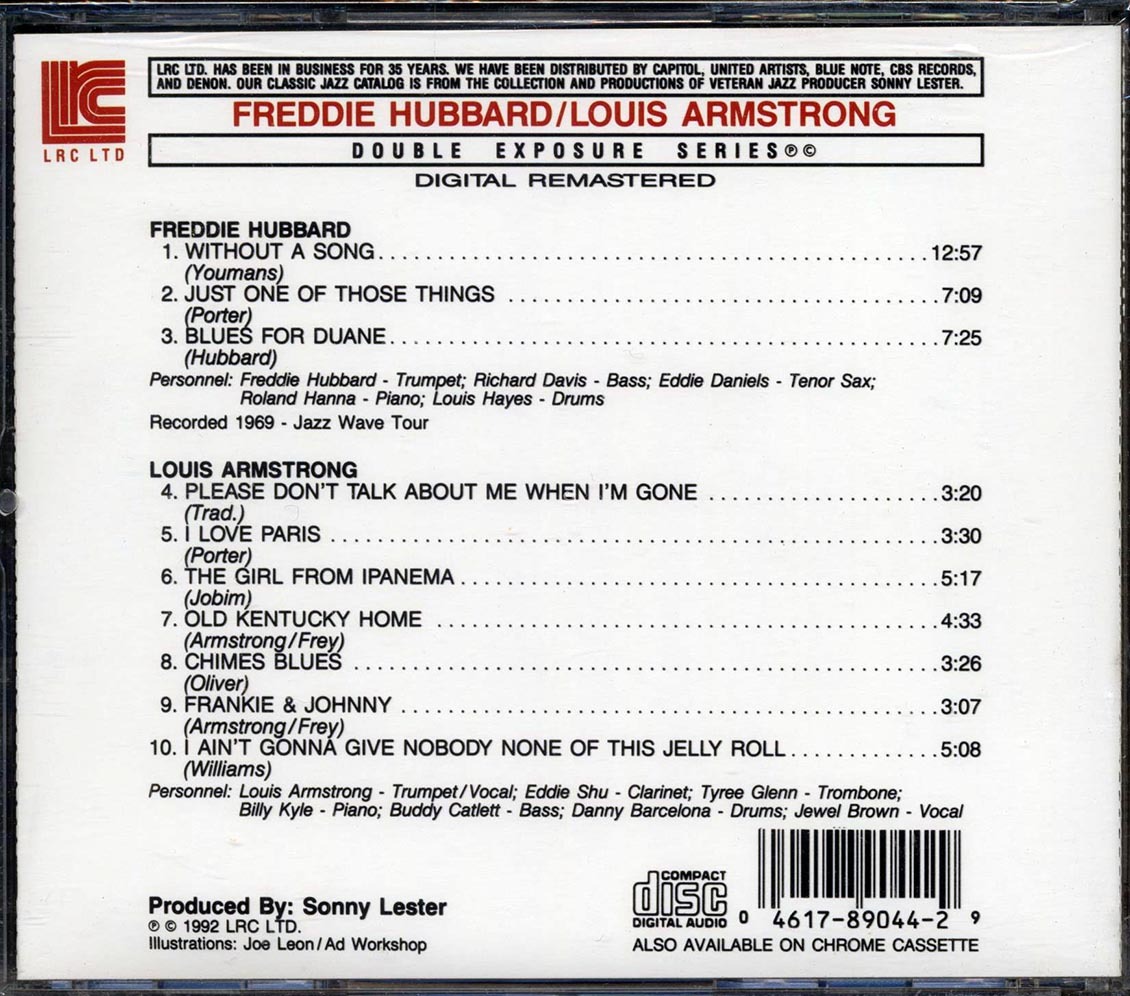 LRC LTD
LRC LTD. HAS BEEN IN BUSINESS FOR 35 YEARS. WE HAVE BEEN DISTRIBUTED BY CAPITOL, UNITED ARTISTS, BLUE NOTE, CBS RECORDS,
AND DENON. OUR CLASSIC JAZZ CATALOG IS FROM THE COLLECTION AND PRODUCTIONS OF VETERAN JAZZ PRODUCER SONNY LESTER.
FREDDIE HUBBARD/LOUIS ARMSTRONG
DOUBLE EXPOSURE SERIES℗©
DIGITAL REMASTERED
FREDDIE HUBBARD
1. WITHOUT A SONG 12:57
(Youmans)
2. JUST ONE OF THOSE THINGS 7:09
(Porter)
3. BLUES FOR DUANE 7:25
(Hubbard)
Personnel: Freddie Hubbard - Trumpet; Richard Davis - Bass; Eddie Daniels - Tenor Sax;
Roland Hanna - Piano; Louis Hayes - Drums
Recorded 1969 - Jazz Wave Tour
LOUIS ARMSTRONG
4. PLEASE DON'T TALK ABOUT ME WHEN I'M GONE 3:20
(Trad.)
5. I LOVE PARIS 3:30
(Porter)
6. THE GIRL FROM IPANEMA 5:17
(Jobim)
7. OLD KENTUCKY HOME 4:33
(Armstrong/Frey)
8. CHIMES BLUES 3:26
(Oliver)
9. FRANKIE & JOHNNY 3:07
(Armstrong/Frey)
10. I AIN'T GONNA GIVE NOBODY NONE OF THIS JELLY ROLL 5:08
(Williams)
Personnel: Louis Armstrong - Trumpet/Vocal; Eddie Shu - Clarinet; Tyree Glenn - Trombone;
Billy Kyle - Piano; Buddy Catlett - Bass; Danny Barcelona - Drums; Jewel Brown - Vocal
Produced By: Sonny Lester
℗ © 1992 LRC LTD.
Illustrations: Joe Leon/Ad Workshop
COMPACT
disc
DIGITAL AUDIO
0 4617-89044-2 9
ALSO AVAILABLE ON CHROME CASSETTE